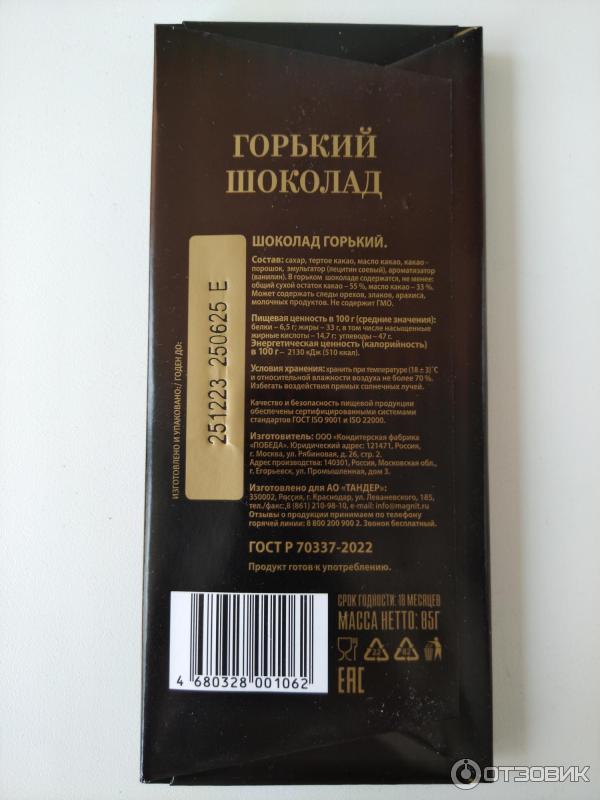 ГОРЬКИЙ
ШОКОЛАД
ШОКОЛАД ГОРЬКИЙ.
Состав: сахар, тертое какао, масло какао, какао-
порошок, эмульгатор (лецитин соевый), ароматизатор
(ванилин). В горьком шоколаде содержатся, не менее:
общий сухой остаток какао – 55 %, масло какао – 33 %.
Может содержать следы орехов, злаков, арахиса,
молочных продуктов. Не содержит ГМО.
Пищевая ценность в 100 г (средние значения):
белки – 6,5 г; жиры – 33 г, в том числе насыщенные
жирные кислоты – 14,7 г; углеводы – 47 г.
Энергетическая ценность (калорийность)
в 100 г – 2130 кДж (510 ккал).
Условия хранения: хранить при температуре (18 ± 3)°С
и относительной влажности воздуха не более 70 %.
Избегать воздействия прямых солнечных лучей.
Качество и безопасность пищевой продукции
обеспечены сертифицированными системами
стандартов ГОСТ ISO 9001 и ISO 22000.
Изготовитель: ООО «Кондитерская фабрика
«ПОБЕДА». Юридический адрес: 121471, Россия,
г. Москва, ул. Рябиновая, д. 26, стр. 2.
Адрес производства: 140301, Россия, Московская обл.,
г. Егорьевск, ул. Промышленная, дом 3.
Изготовлено для АО «ТАНДЕР»:
350002, Россия, г. Краснодар, ул. Леваневского, 185,
тел./факс: 8 (861) 210-98-10, e-mail: info@magnit.ru
Отзывы о продукции принимаем по телефону
горячей линии: 8 800 200 900 2. Звонок бесплатный.
ГОСТ Р 70337-2022
Продукт готов к употреблению.
ИЗГОТОВЛЕНО И УПАКОВАНО:/ ГОДЕН ДО:
251223 250625 E
СРОК ГОДНОСТИ: 18 МЕСЯЦЕВ
МАССА НЕТТО: 85Г
22
82
EAC
4 680328 001062
ОТЗОВИК